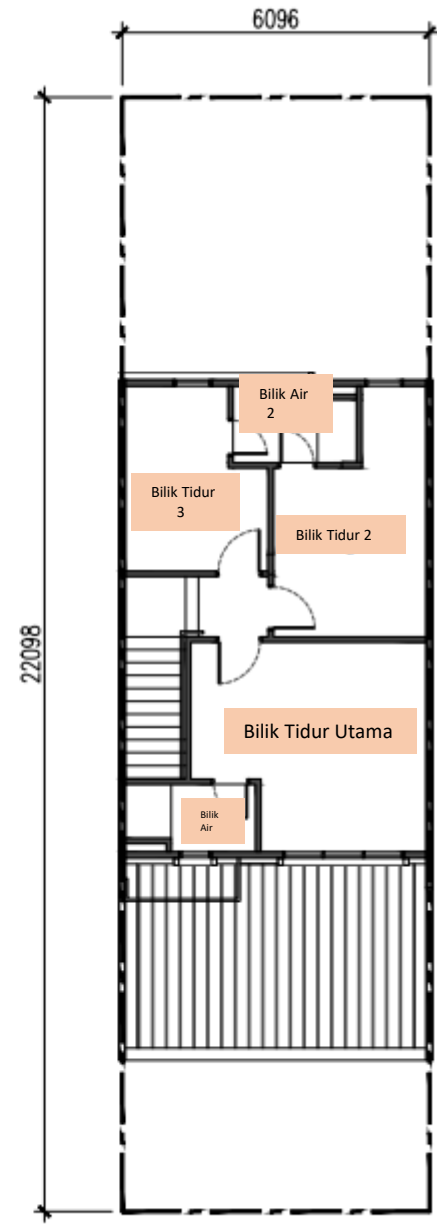 6096
22098
Bilik Air
2
Bilik Tidur
3
Bilik Tidur 2
Bilik Tidur Utama
Bilik
Air